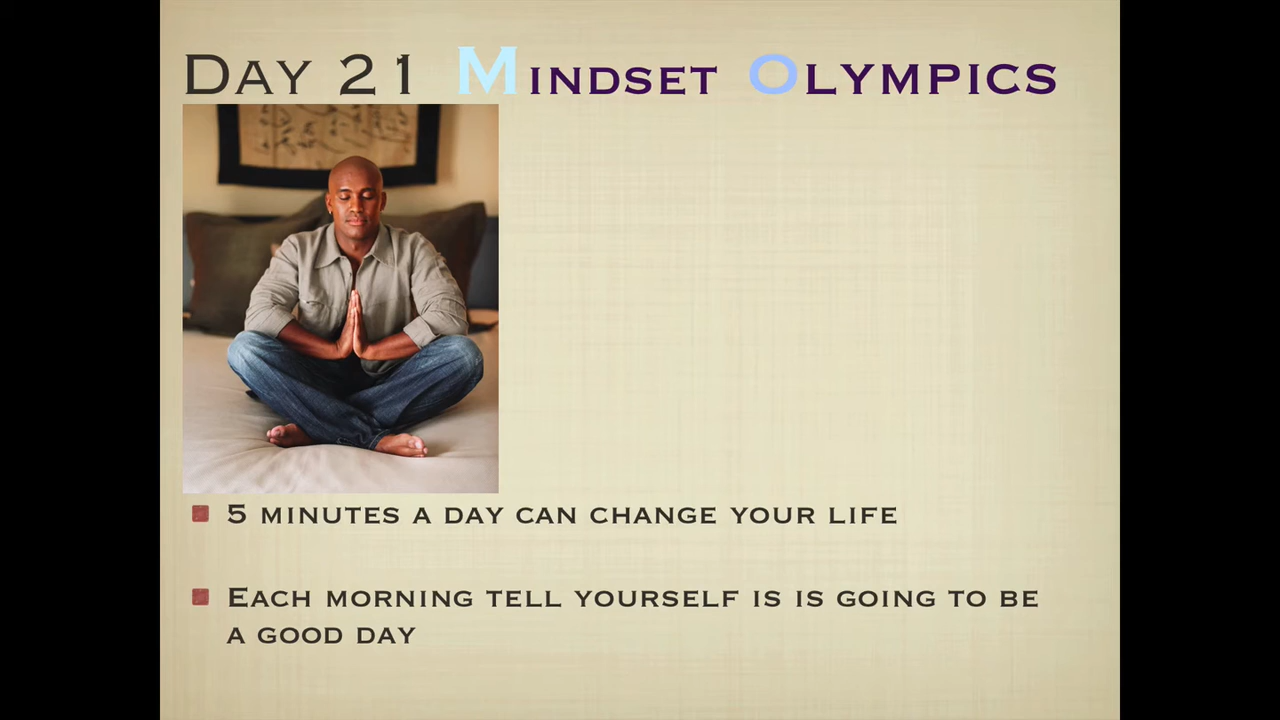 Day 21 Mindset Olympics
5 minutes a day can change your life
Each morning tell yourself is is going to be
a good day